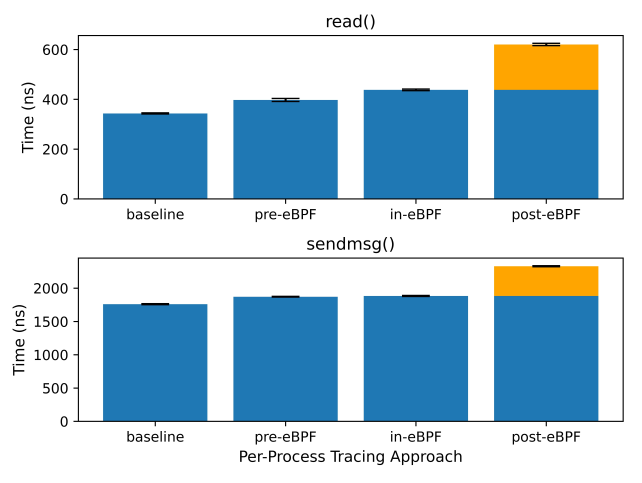 read()
Time (ns)
600
400
200
0
baseline pre-eBPF in-eBPF post-eBPF
sendmsg()
Time (ns)
2000
1500
1000
500
0
baseline pre-eBPF in-eBPF post-eBPF
Per-Process Tracing Approach